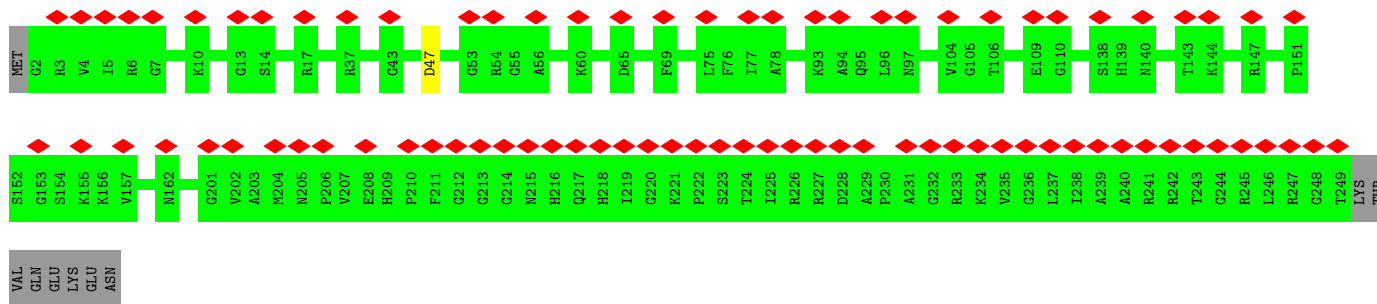 MET G2 R3 V4 I5 R6 G7 K10 G13 S14 R17 R37 G43 D47 G53 R54 G55 A56 K60 D65 F69 L75 F76 I77 A78 K93 A94 Q95 L96 N97 V104 G105 T106 E109 G110 S138 H139 N140 T143 K144 R147 P151
S152 G153 S154 K155 K156 V157 N162 G201 V202 A203 M204 N205 P206 V207 E208 H209 P210 F211 G212 G213 G214 N215 H216 Q217 H218 I219 G220 K221 P222 S223 T224 I225 R226 R227 D228 A229 P230 A231 G232 R233 K234 V235 G236 L237 I238 A239 A240 R241 R242 T243 G244 R245 L246 R247 G248 T249 LYS
VAL GLN GLU LYS GLU ASN